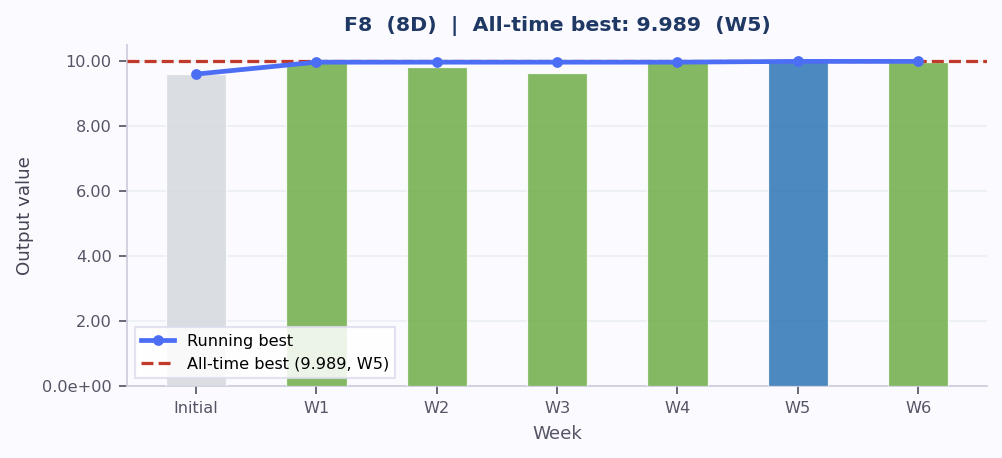 F8  (8D)  |  All-time best: 9.989  (W5)
Output value
10.00
8.00
6.00
4.00
2.00
0.0e+00
Running best
All-time best (9.989, W5)
Initial
W1
W2
W3
W4
W5
W6
Week